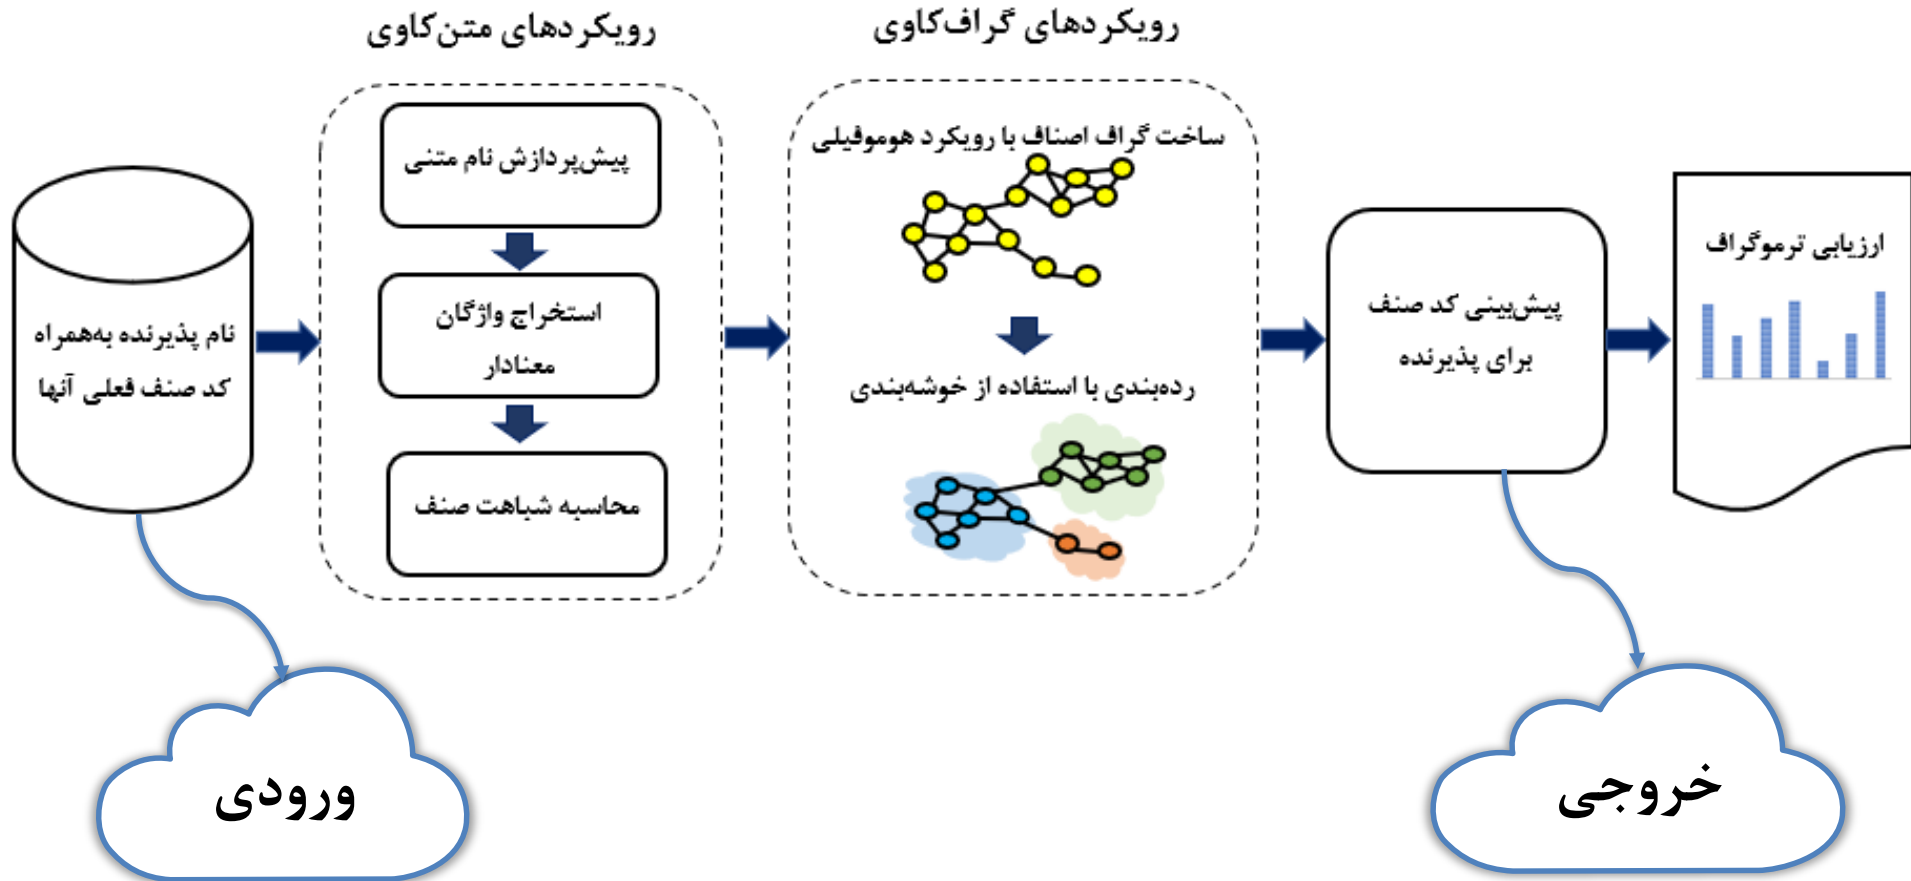 رویکردهای متن‌کاوی
رویکردهای گراف‌کاوی
نام پذیرنده به‌همراه
کد صنف فعلی آنها
پیش‌پردازش نام متنی
استخراج واژگان
معنادار
محاسبه شباهت صنف
ساخت گراف اصناف با رویکرد هوموفیلی
رده‌بندی با استفاده از خوشه‌بندی
پیش‌بینی کد صنف
برای پذیرنده
ارزیابی ترموگراف
ورودی
خروجی